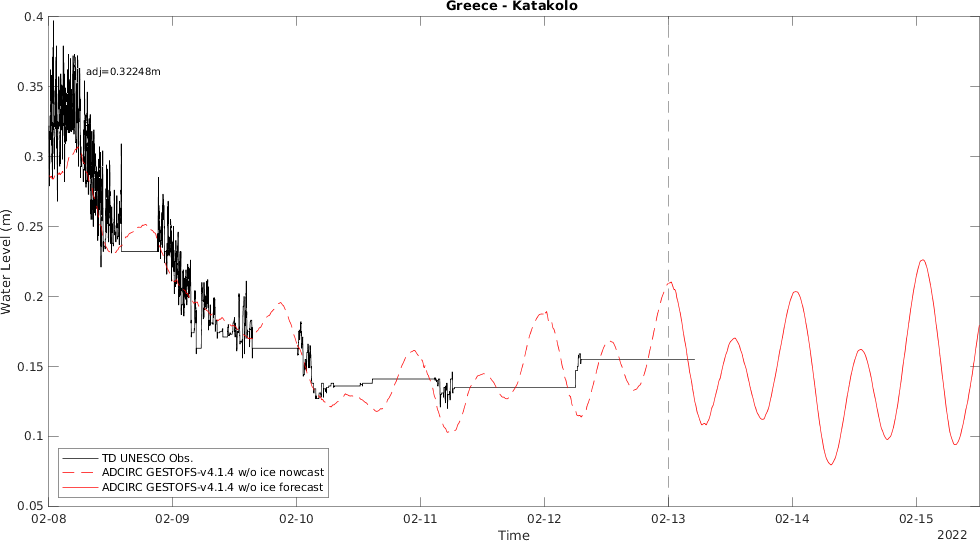 Greece - Katakolo
adj=0.32248m
0.4
0.35
0.3
0.25
0.2
0.15
0.1
0.05
Water Level (m)
TD UNESCO Obs.
ADCIRC GESTOFS-v4.1.4 w/o ice nowcast
ADCIRC GESTOFS-v4.1.4 w/o ice forecast
02-08 02-09 02-10 02-11 02-12 02-13 02-14 02-15
Time
2022